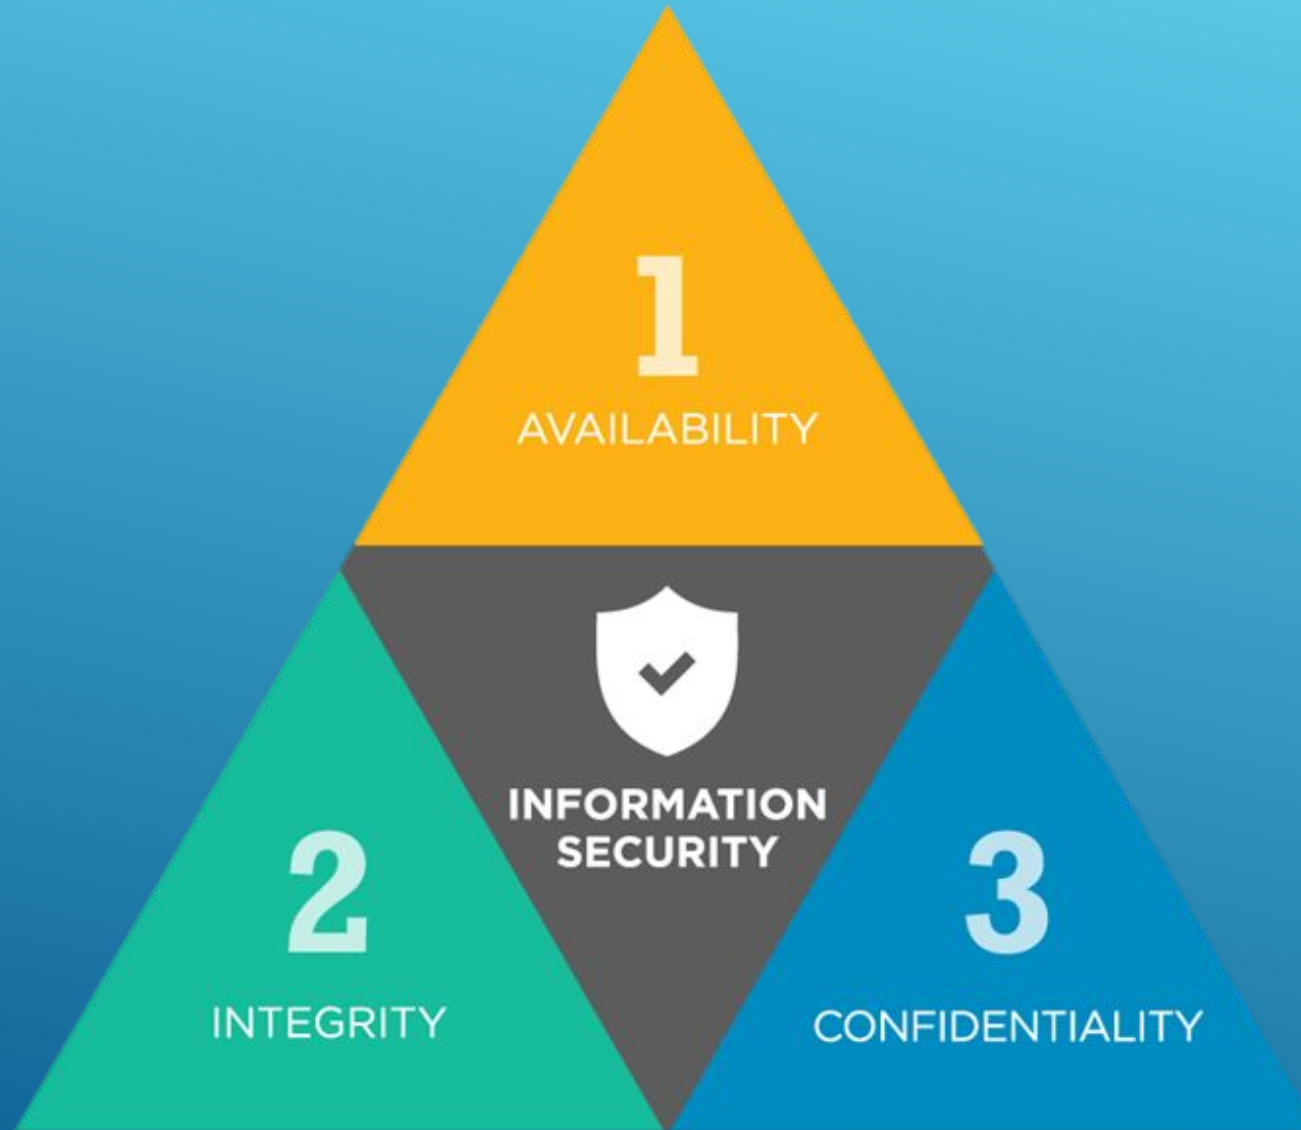 1
AVAILABILITY
INFORMATION
SECURITY
2
INTEGRITY
3
CONFIDENTIALITY